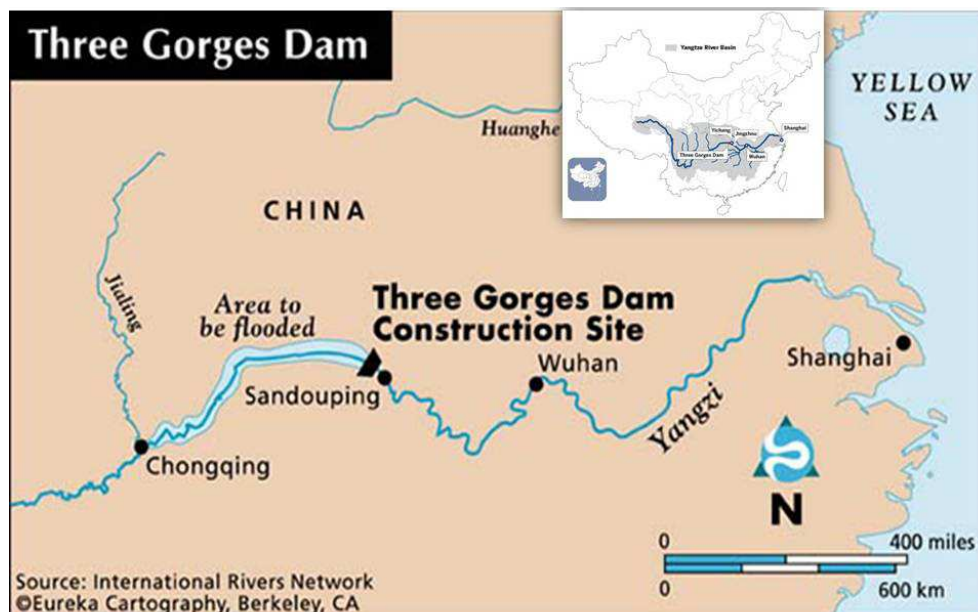 Three Gorges Dam
Yangtze River Basin
Yichang
Jingzhou
Shanghai
Three Gorges Dam
Wuhan
YELLOW
SEA
Huanghe
CHINA
Jialing
Area to
be flooded
Three Gorges Dam
Construction Site
Sandouping
Wuhan
Shanghai
Yangzi
Chongqing
N
0 400 miles
0 600 km
Source: International Rivers Network
©Eureka Cartography, Berkeley, CA